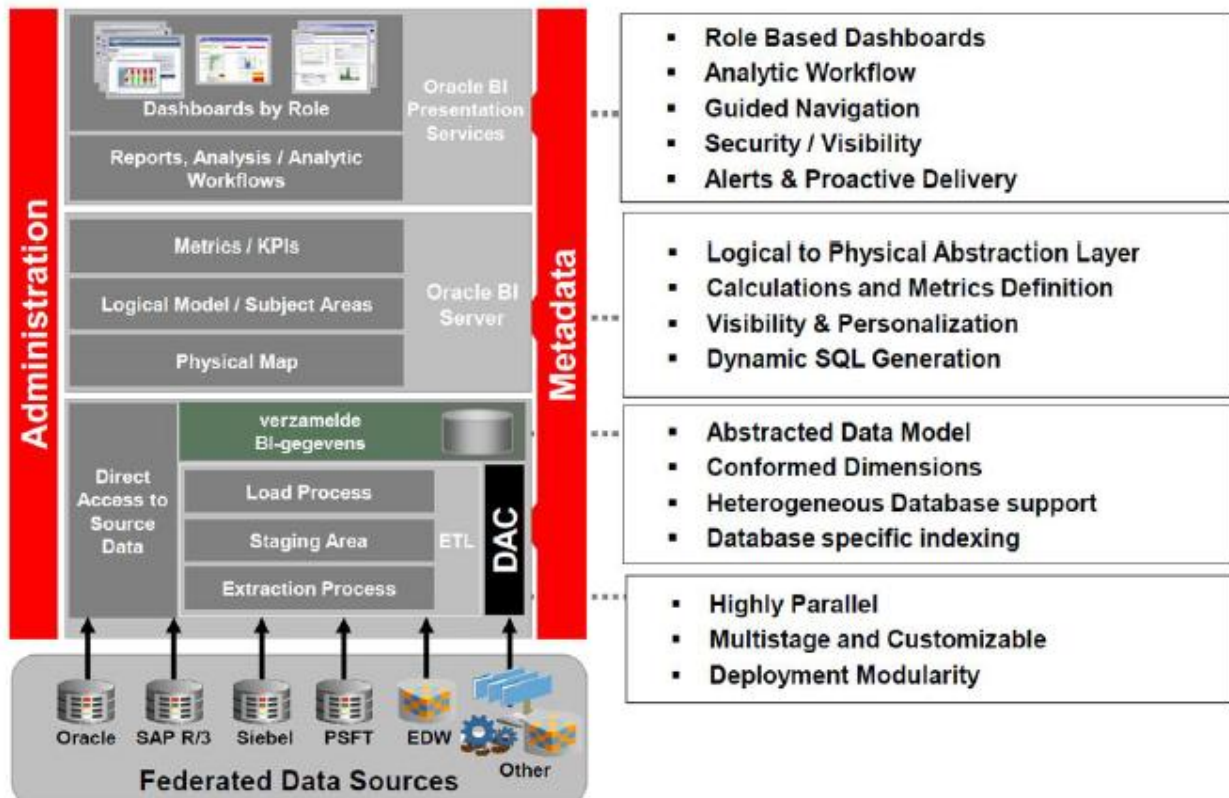 Administration
Dashboards by Role
Reports, Analysis / Analytic
Workflows
Oracle BI
Presentation
Services
Metrics / KPIs
Logical Model / Subject Areas
Physical Map
Oracle BI
Server
Direct
Access to
Source
Data
verzamelde
BI-gegevens
Load Process
Staging Area
Extraction Process
ETL
DAC
Metadata
▪ Role Based Dashboards
▪ Analytic Workflow
▪ Guided Navigation
▪ Security / Visibility
▪ Alerts & Proactive Delivery
▪ Logical to Physical Abstraction Layer
▪ Calculations and Metrics Definition
▪ Visibility & Personalization
▪ Dynamic SQL Generation
▪ Abstracted Data Model
▪ Conformed Dimensions
▪ Heterogeneous Database support
▪ Database specific indexing
▪ Highly Parallel
▪ Multistage and Customizable
▪ Deployment Modularity
Oracle
SAP R/3
Siebel
PSFT
EDW
Other
Federated Data Sources